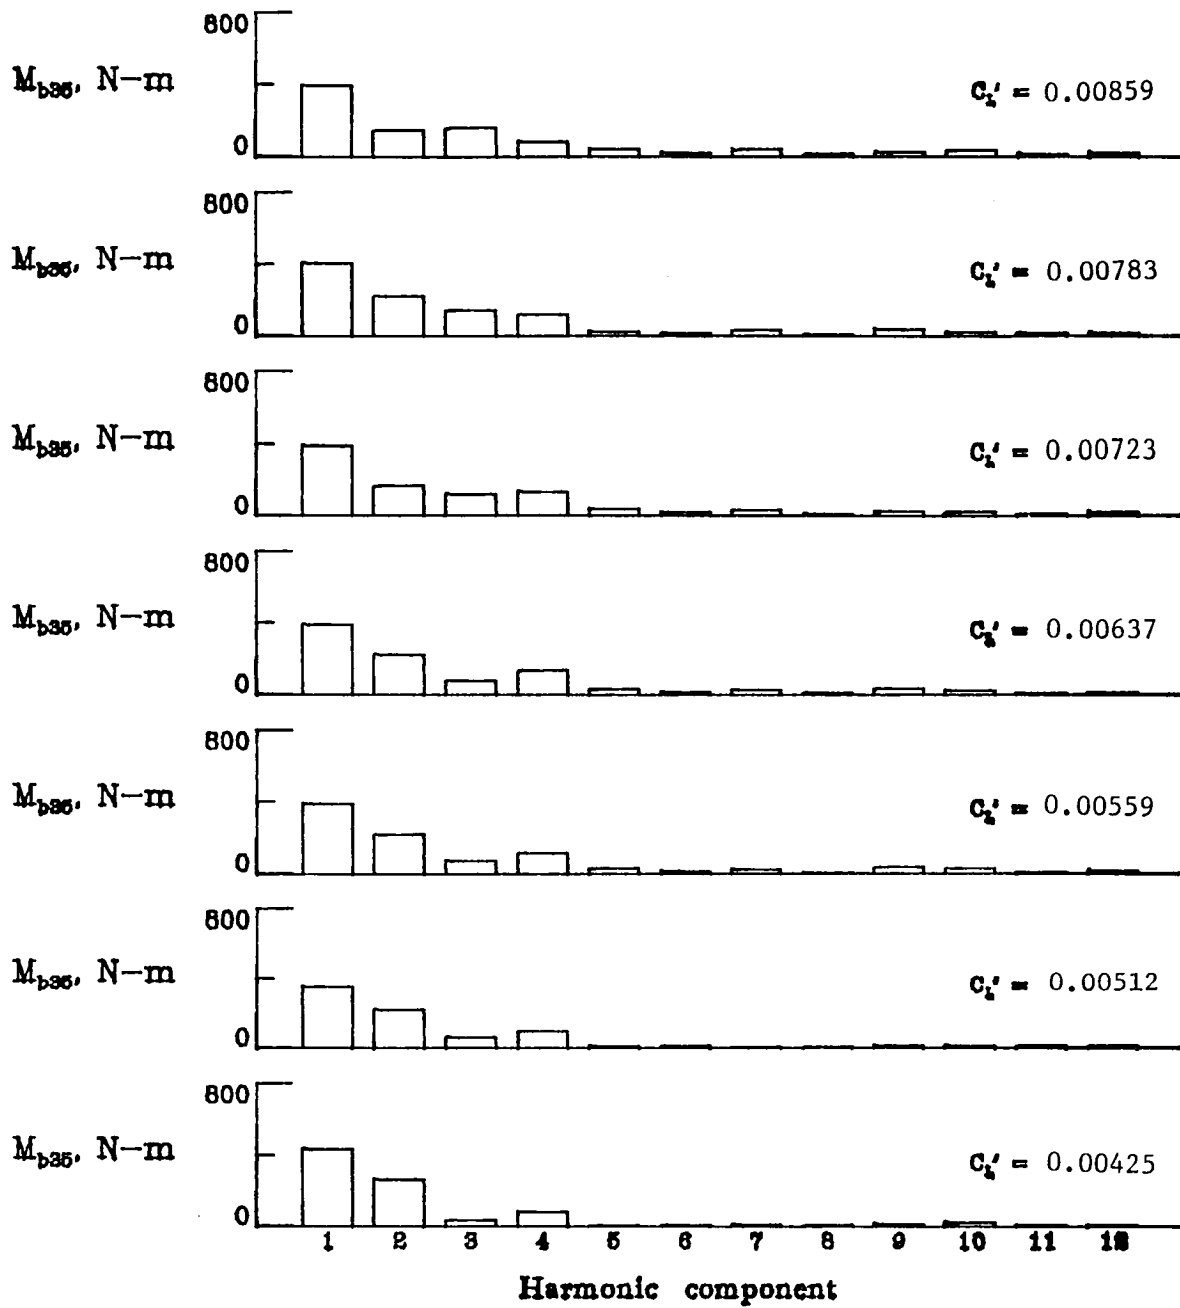 800
M_b35, N-m
C_L' = 0.00859
0
800
M_b35, N-m
C_L' = 0.00783
0
800
M_b35, N-m
C_L' = 0.00723
0
800
M_b35, N-m
C_L' = 0.00637
0
800
M_b35, N-m
C_L' = 0.00559
0
800
M_b35, N-m
C_L' = 0.00512
0
800
M_b35, N-m
C_L' = 0.00425
0
1 2 3 4 5 6 7 8 9 10 11 12
Harmonic component